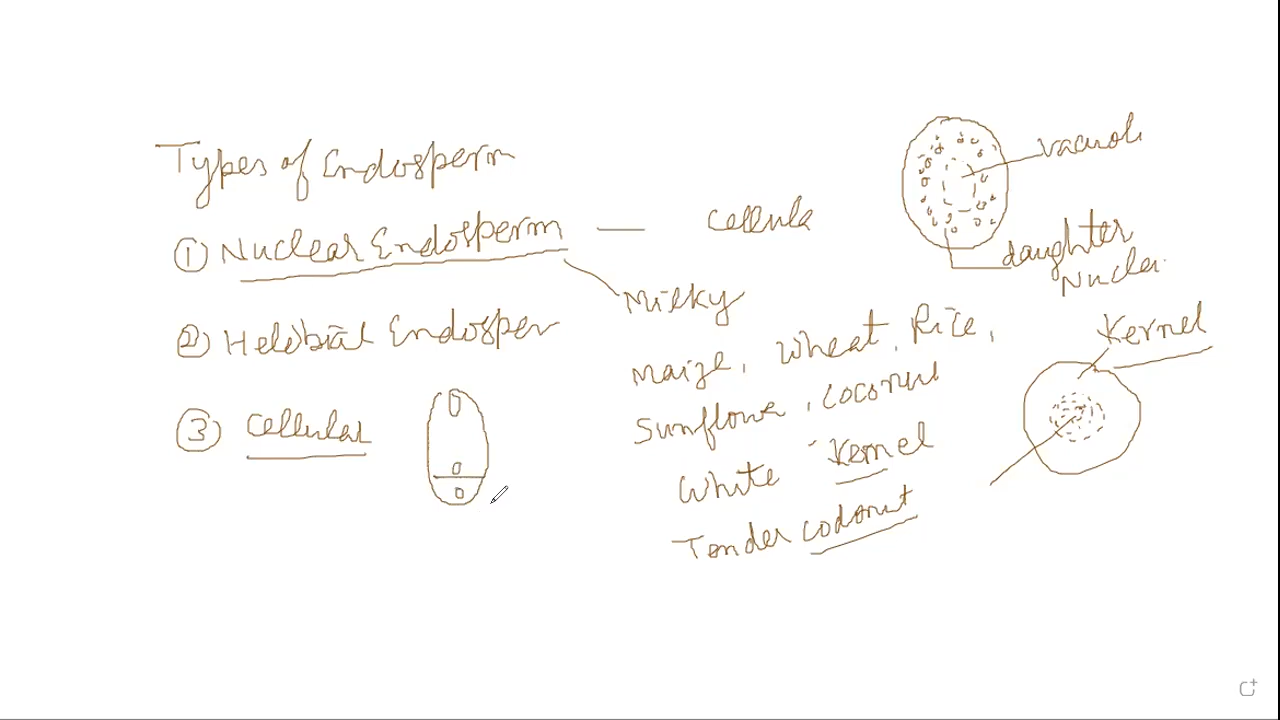 Types of Endosperm
① Nuclear Endosperm — cellula
Milky
② Helobial Endosper
③ cellular
Maize, Wheat, Rice,
Sunflower, Coconut
White Kernel
Tender codonut
vacuole
daughter
Nuclei
Kernel